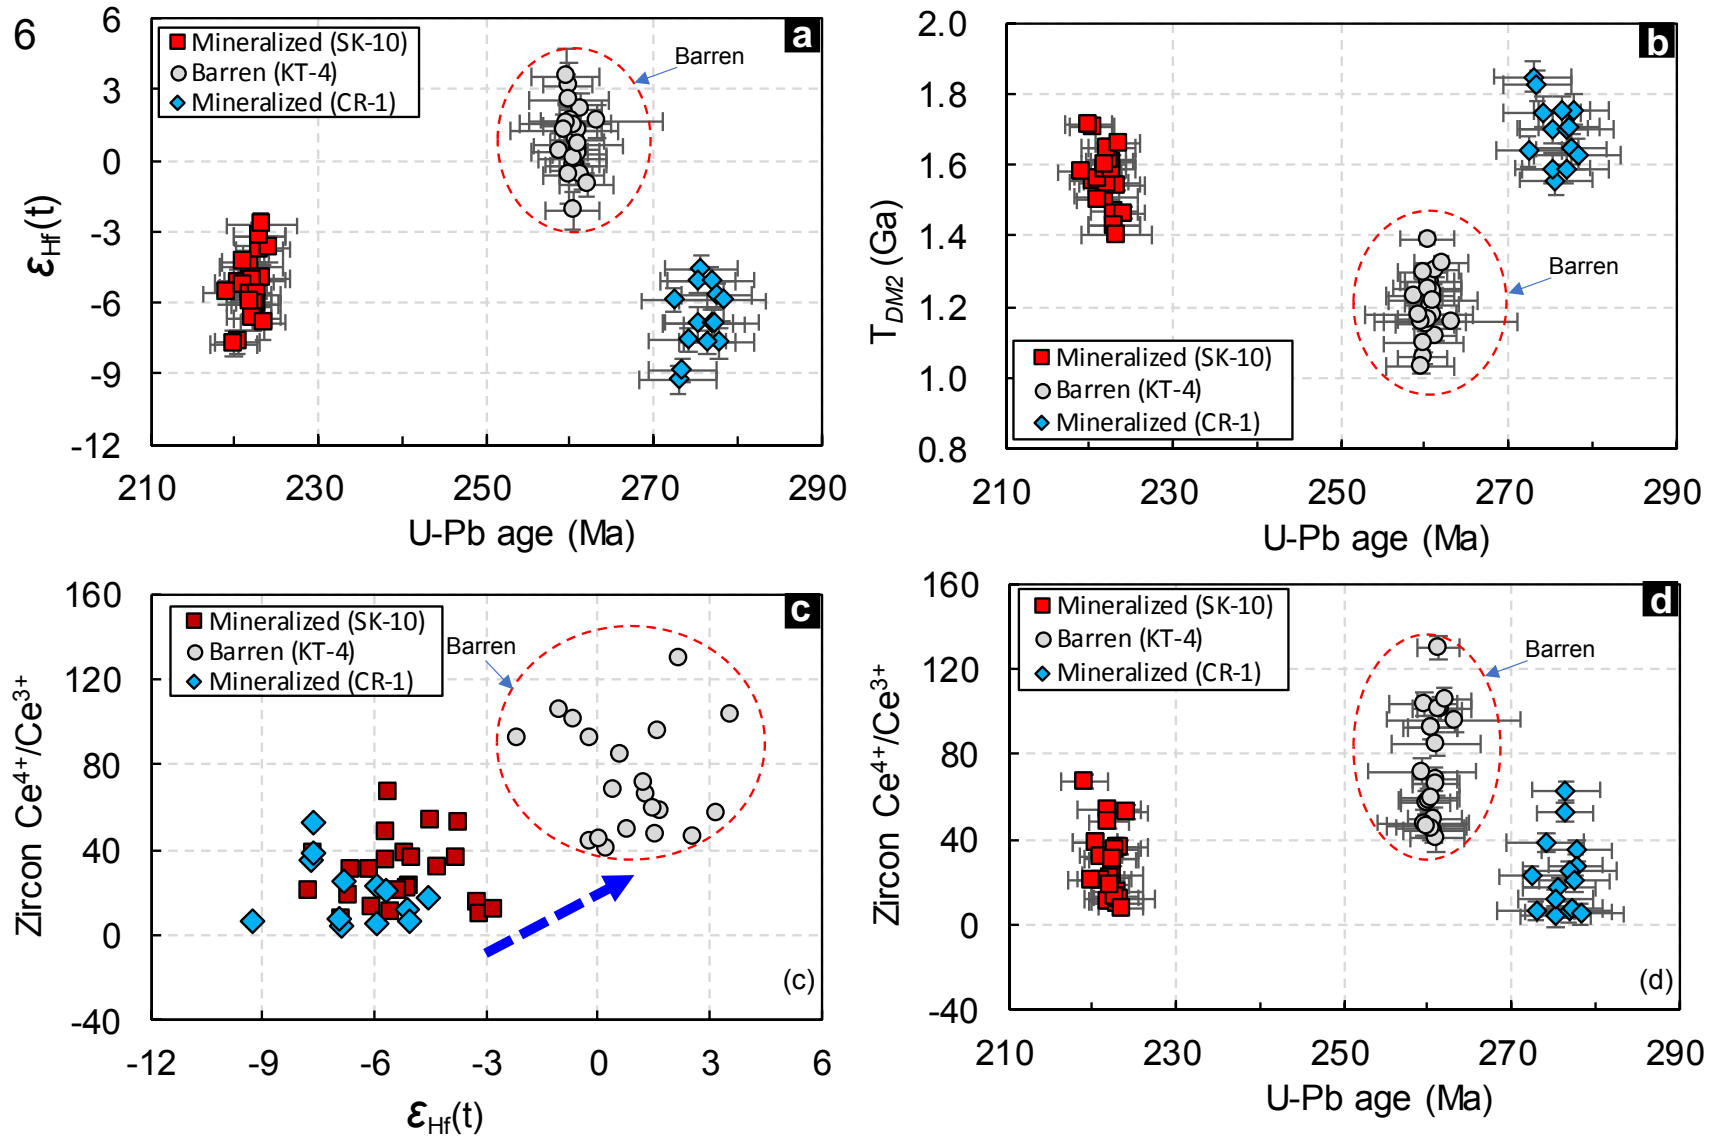 6
a
Mineralized (SK-10)
Barren (KT-4)
Mineralized (CR-1)
Barren
6
3
0
-3
-6
-9
-12
εHf(t)
210 230 250 270 290
U-Pb age (Ma)
b
2.0
1.8
1.6
1.4
1.2
1.0
0.8
TDM2 (Ga)
Barren
Mineralized (SK-10)
Barren (KT-4)
Mineralized (CR-1)
210 230 250 270 290
U-Pb age (Ma)
c
Mineralized (SK-10)
Barren (KT-4)
Mineralized (CR-1)
Barren
160
120
80
40
0
-40
Zircon Ce4+/Ce3+
(c)
-12 -9 -6 -3 0 3 6
εHf(t)
d
Mineralized (SK-10)
Barren (KT-4)
Mineralized (CR-1)
Barren
160
120
80
40
0
-40
Zircon Ce4+/Ce3+
(d)
210 230 250 270 290
U-Pb age (Ma)